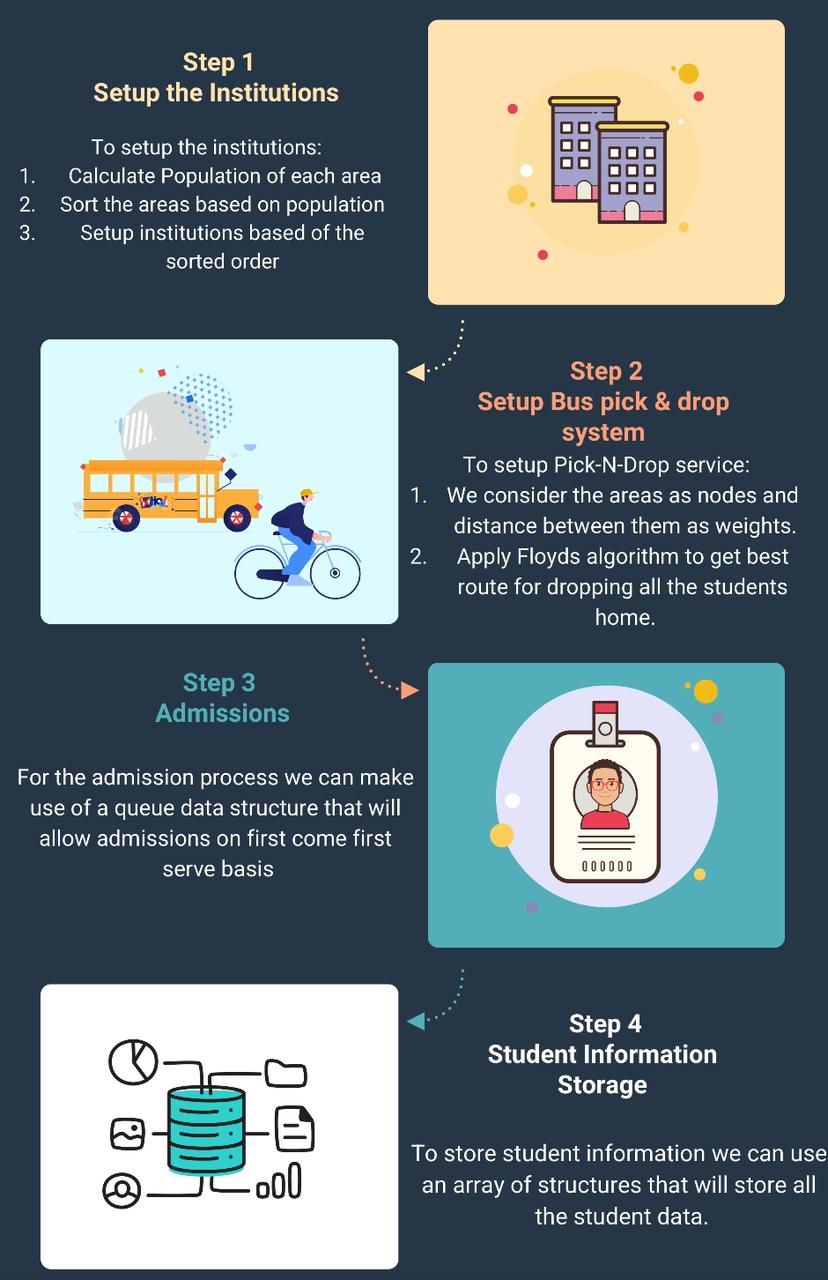 Step 1
Setup the Institutions
To setup the institutions:
1. Calculate Population of each area
2. Sort the areas based on population
3. Setup institutions based of the
sorted order
Step 2
Setup Bus pick & drop
system
To setup Pick-N-Drop service:
1. We consider the areas as nodes and
distance between them as weights.
2. Apply Floyds algorithm to get best
route for dropping all the students
home.
Step 3
Admissions
For the admission process we can make
use of a queue data structure that will
allow admissions on first come first
serve basis
Step 4
Student Information
Storage
To store student information we can use
an array of structures that will store all
the student data.